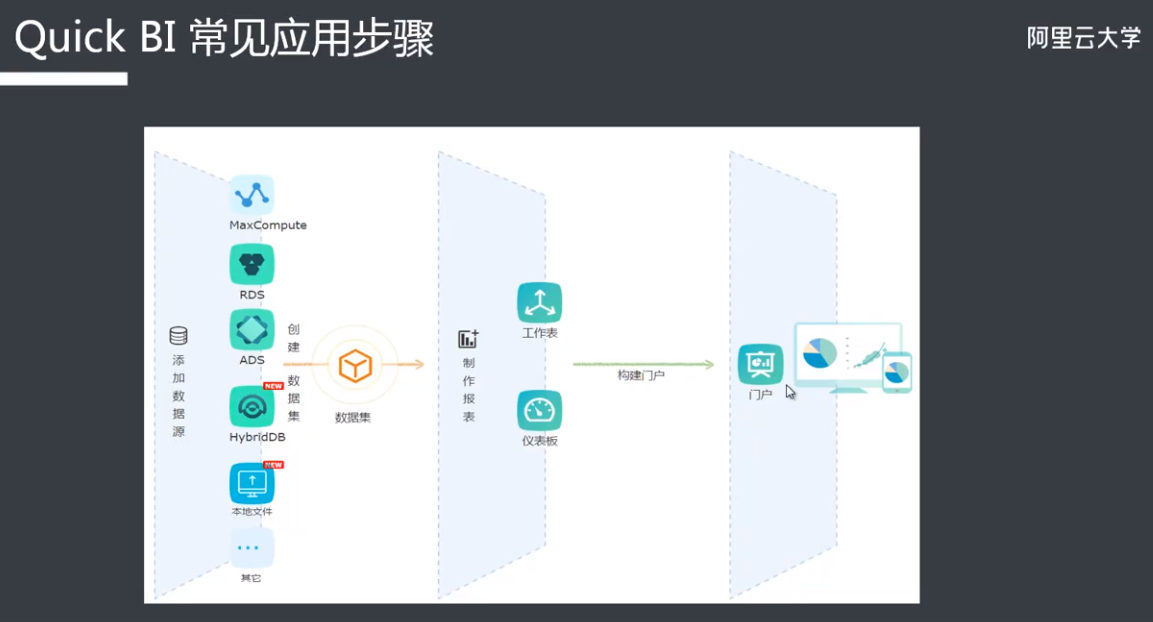 Quick BI 常见应用步骤
阿里云大学
添加数据源
MaxCompute
RDS
ADS
NEW
HybridDB
NEW
本地文件
其它
创建数据集
数据集
制作报表
工作表
仪表板
构建门户
门户